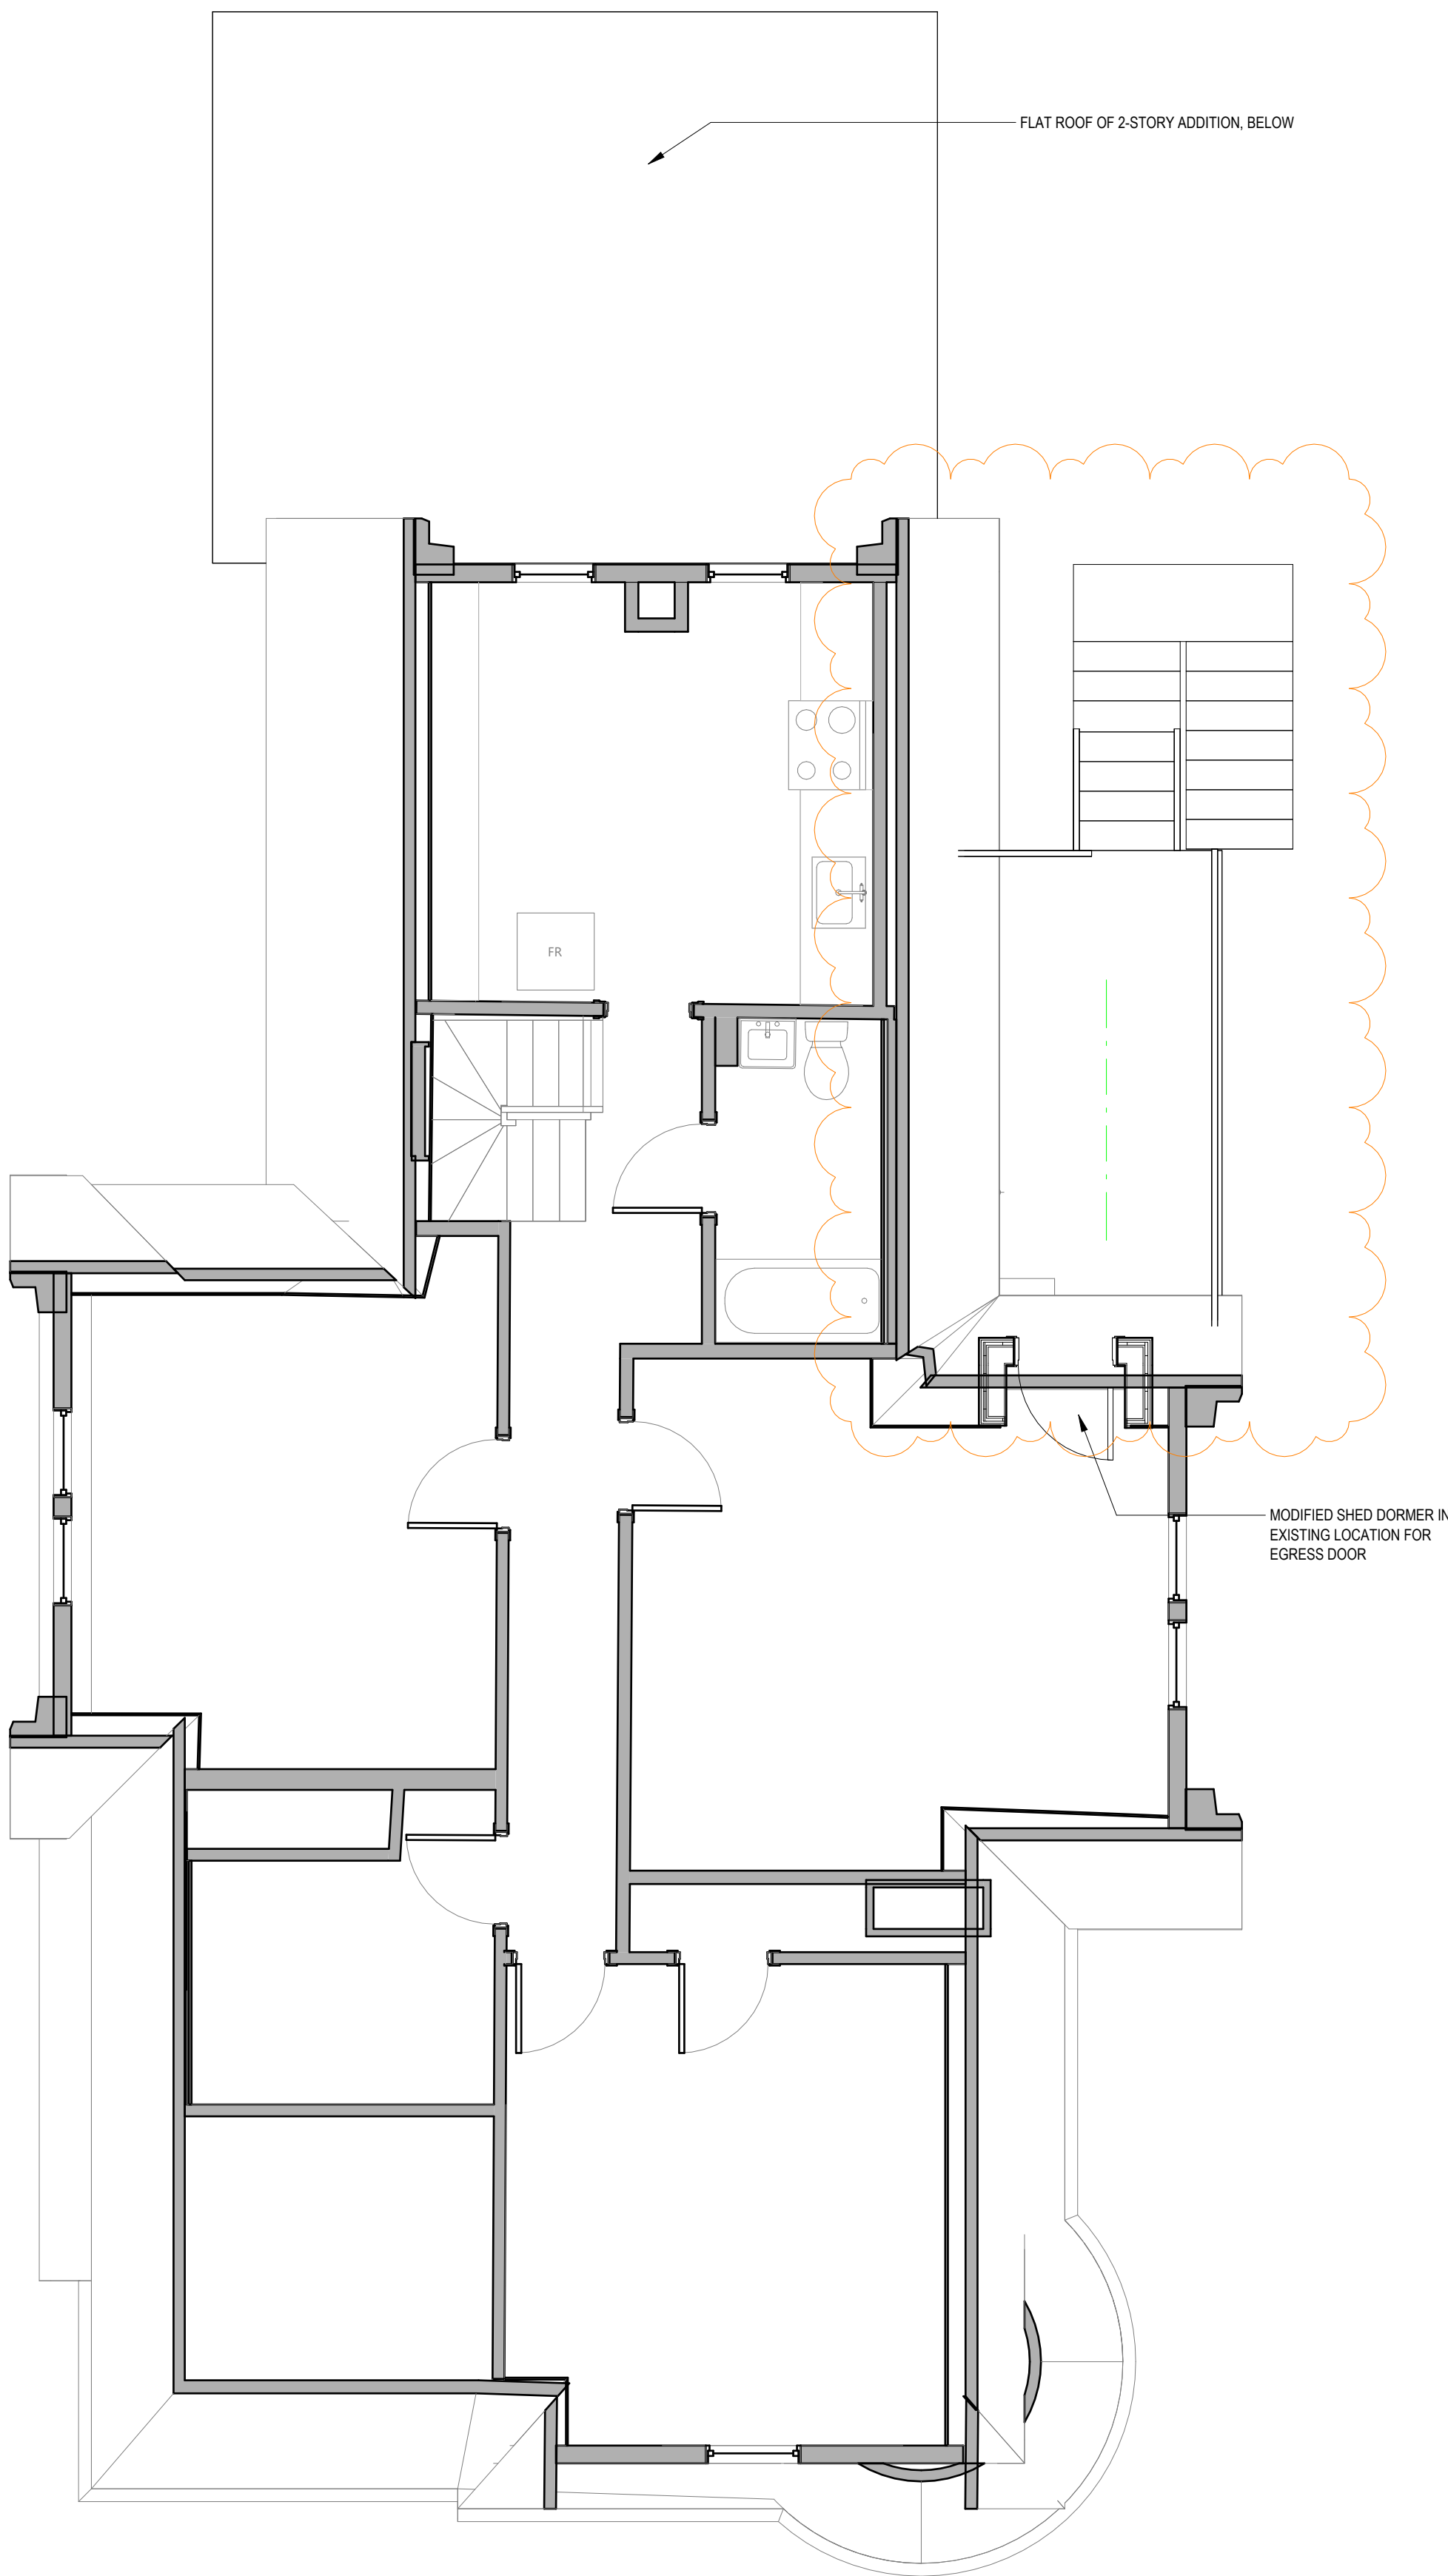 FLAT ROOF OF 2-STORY ADDITION, BELOW
FR
MODIFIED SHED DORMER IN
EXISTING LOCATION FOR
EGRESS DOOR